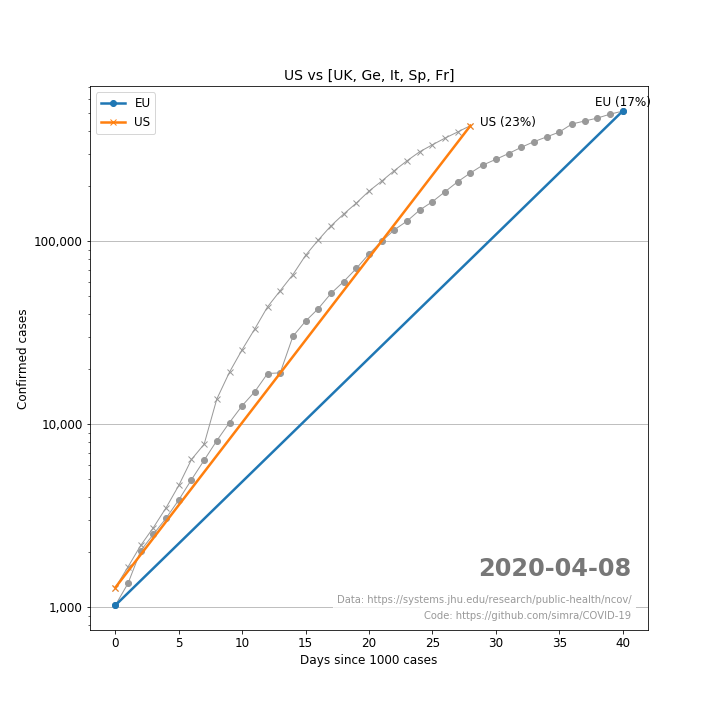 US vs [UK, Ge, It, Sp, Fr]
EU
US
EU (17%)
US (23%)
100,000
10,000
1,000
Confirmed cases
2020-04-08
Data: https://systems.jhu.edu/research/public-health/ncov/
Code: https://github.com/simra/COVID-19
0 5 10 15 20 25 30 35 40
Days since 1000 cases